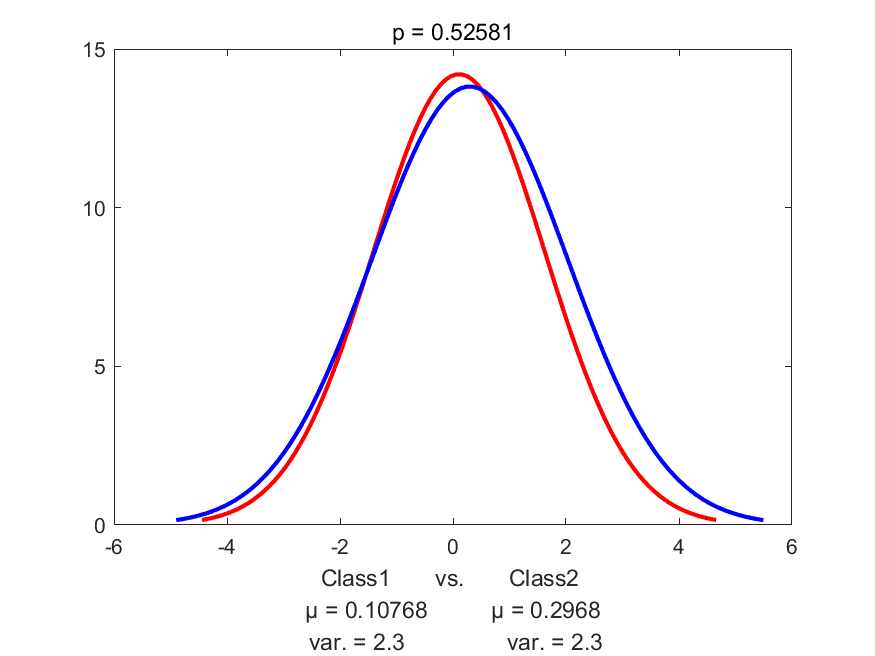 p = 0.52581
15
10
5
0
-6 -4 -2 0 2 4 6
Class1 vs. Class2
μ = 0.10768 μ = 0.2968
var. = 2.3 var. = 2.3